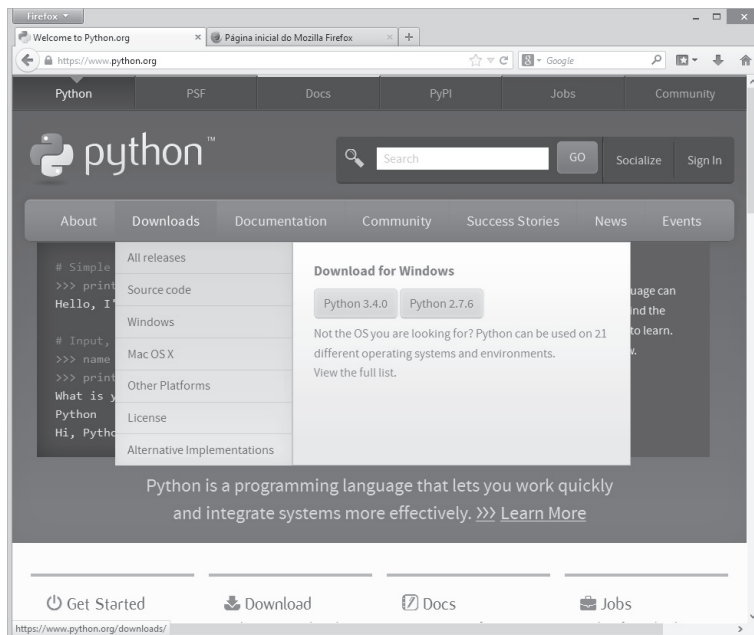 Firefox
Welcome to Python.org
Página inicial do Mozilla Firefox
https://www.python.org
Google
Python PSF Docs PyPI Jobs Community
python™
Search GO Socialize Sign In
About Downloads Documentation Community Success Stories News Events
# Simple
>>> print
Hello, I'
# Input,
>>> name
>>> print
What is y
Python
Hi, Pytho
All releases
Source code
Windows
Mac OS X
Other Platforms
License
Alternative Implementations
Download for Windows
Python 3.4.0 Python 2.7.6
Not the OS you are looking for? Python can be used on 21
different operating systems and environments.
View the full list.
uage can
ind the
to learn.
Python is a programming language that lets you work quickly
and integrate systems more effectively. >>> Learn More
Get Started Download Docs Jobs
https://www.python.org/downloads/